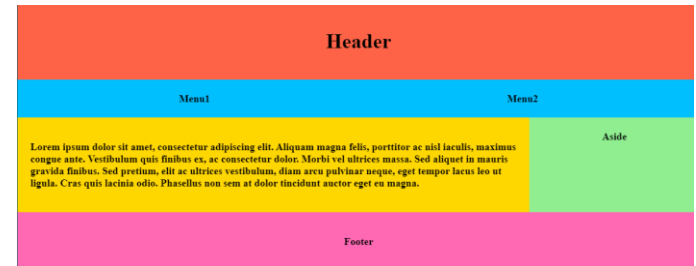 Header
Menu1
Menu2
Lorem ipsum dolor sit amet, consectetur adipiscing elit. Aliquam magna felis, porttitor ac nisl iaculis, maximus
congue ante. Vestibulum quis finibus ex, ac consectetur dolor. Morbi vel ultrices massa. Sed aliquet in mauris
gravida finibus. Sed pretium, elit ac ultrices vestibulum, diam arcu pulvinar neque, eget tempor lacus leo ut
ligula. Cras quis lacinia odio. Phasellus non sem at dolor tincidunt auctor eget eu magna.
Aside
Footer